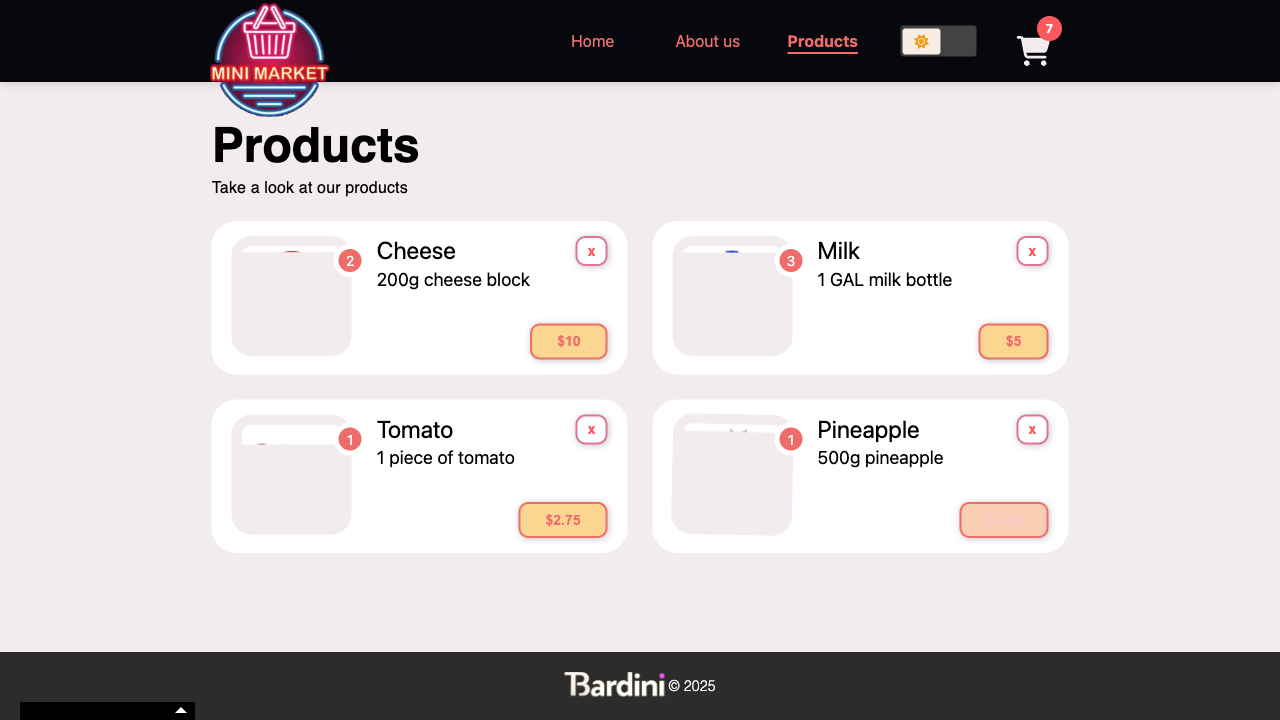 MINI MARKET
Home
About us
Products
7
Products
Take a look at our products
2
Cheese
x
200g cheese block
$10
3
Milk
x
1 GAL milk bottle
$5
1
Tomato
x
1 piece of tomato
$2.75
1
Pineapple
x
500g pineapple
Bardini © 2025